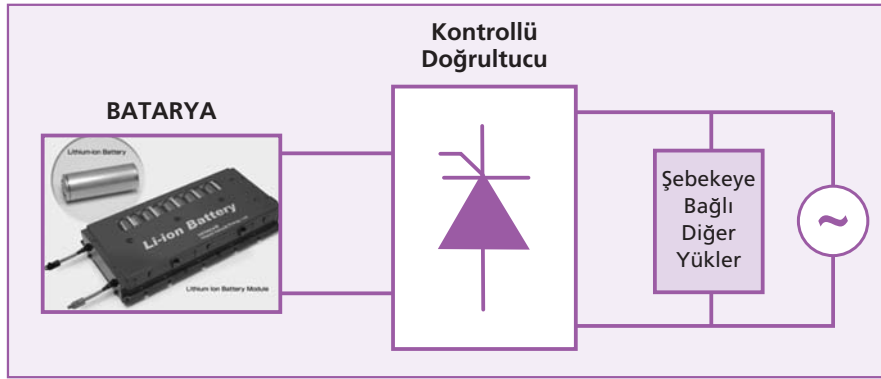 Kontrollü
Doğrultucu
BATARYA
Lithium-ion Battery
Li-ion Battery
Lithium Ion Battery Module
Şebekeye
Bağlı
Diğer
Yükler
~